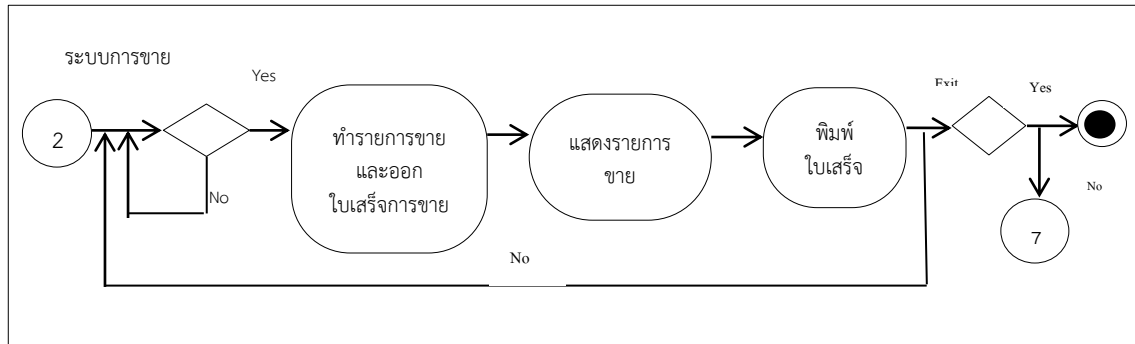 ระบบการขาย
Yes
2
No
ทำรายการขาย
และออก
ใบเสร็จการขาย
แสดงรายการ
ขาย
พิมพ์
ใบเสร็จ
Exit
Yes
No
7
No